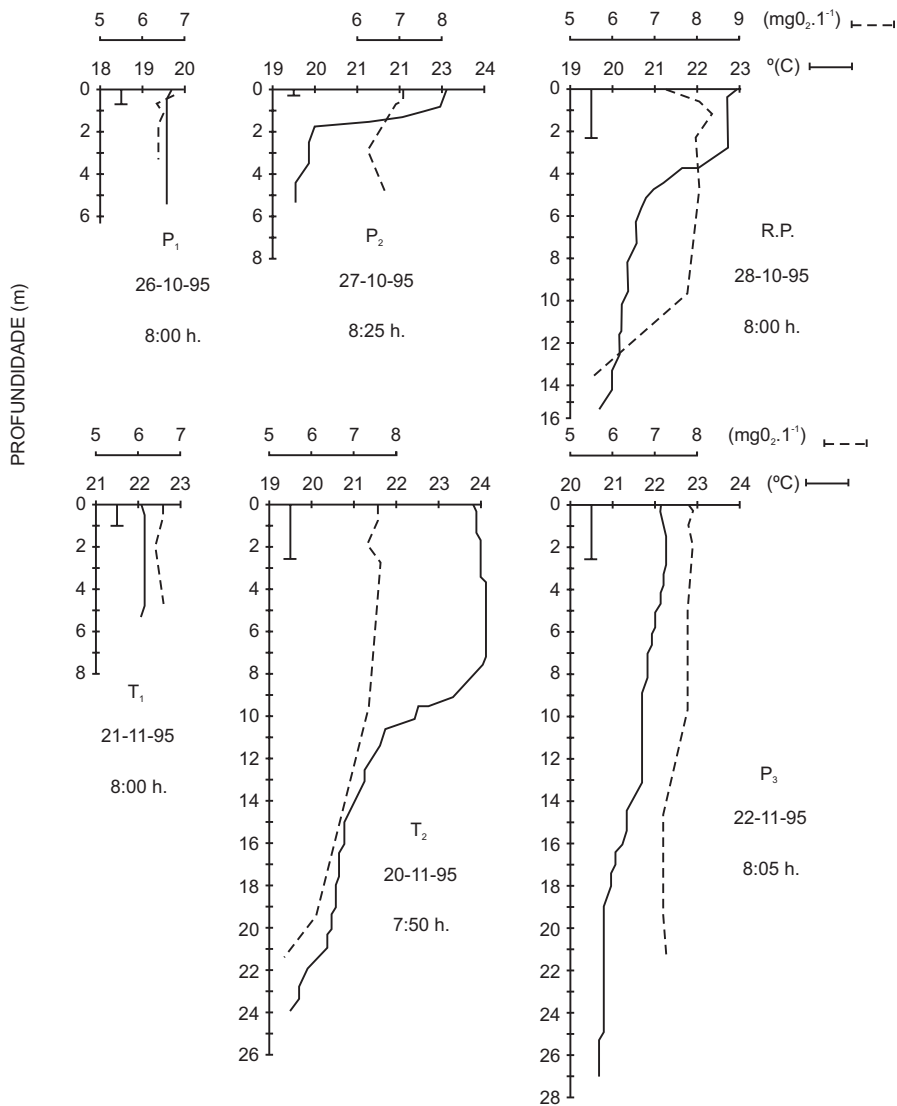 5 6 7
6 7 8
5 6 7 8 9 (mg0₂.1⁻¹)
18 19 20
19 20 21 22 23 24
19 20 21 22 23 º(C)
0 2 4 6
0 2 4 6 8
0 2 4 6 8 10 12 14 16
P₁
26-10-95
8:00 h.
P₂
27-10-95
8:25 h.
R.P.
28-10-95
8:00 h.
PROFUNDIDADE (m)
5 6 7
5 6 7 8
5 6 7 8 (mg0₂.1⁻¹)
21 22 23
19 20 21 22 23 24
20 21 22 23 24 (ºC)
0 2 4 6 8
0 2 4 6 8 10 12 14 16 18 20 22 24 26
0 2 4 6 8 10 12 14 16 18 20 22 24 26 28
T₁
21-11-95
8:00 h.
T₂
20-11-95
7:50 h.
P₃
22-11-95
8:05 h.